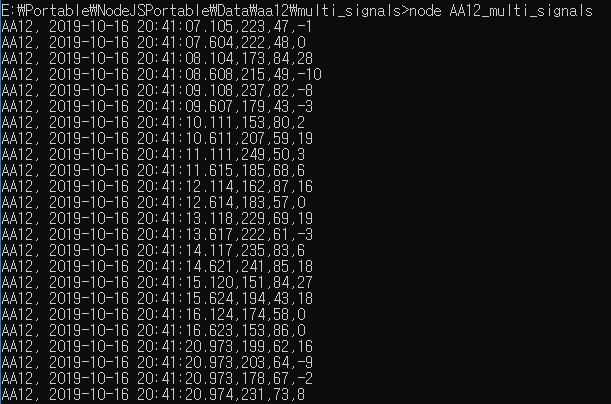 E:₩Portable₩NodeJSPortable₩Data₩aa12₩multi_signals>node AA12_multi_signals
AA12, 2019-10-16 20:41:07.105,223,47,-1
AA12, 2019-10-16 20:41:07.604,222,48,0
AA12, 2019-10-16 20:41:08.104,173,84,28
AA12, 2019-10-16 20:41:08.608,215,49,-10
AA12, 2019-10-16 20:41:09.108,237,82,-8
AA12, 2019-10-16 20:41:09.607,179,43,-3
AA12, 2019-10-16 20:41:10.111,153,80,2
AA12, 2019-10-16 20:41:10.611,207,59,19
AA12, 2019-10-16 20:41:11.111,249,50,3
AA12, 2019-10-16 20:41:11.615,185,68,6
AA12, 2019-10-16 20:41:12.114,162,87,16
AA12, 2019-10-16 20:41:12.614,183,57,0
AA12, 2019-10-16 20:41:13.118,229,69,19
AA12, 2019-10-16 20:41:13.617,222,61,-3
AA12, 2019-10-16 20:41:14.117,235,83,6
AA12, 2019-10-16 20:41:14.621,241,85,18
AA12, 2019-10-16 20:41:15.120,151,84,27
AA12, 2019-10-16 20:41:15.624,194,43,18
AA12, 2019-10-16 20:41:16.124,174,58,0
AA12, 2019-10-16 20:41:16.623,153,86,0
AA12, 2019-10-16 20:41:20.973,199,62,16
AA12, 2019-10-16 20:41:20.973,203,64,-9
AA12, 2019-10-16 20:41:20.973,178,67,-2
AA12, 2019-10-16 20:41:20.974,231,73,8